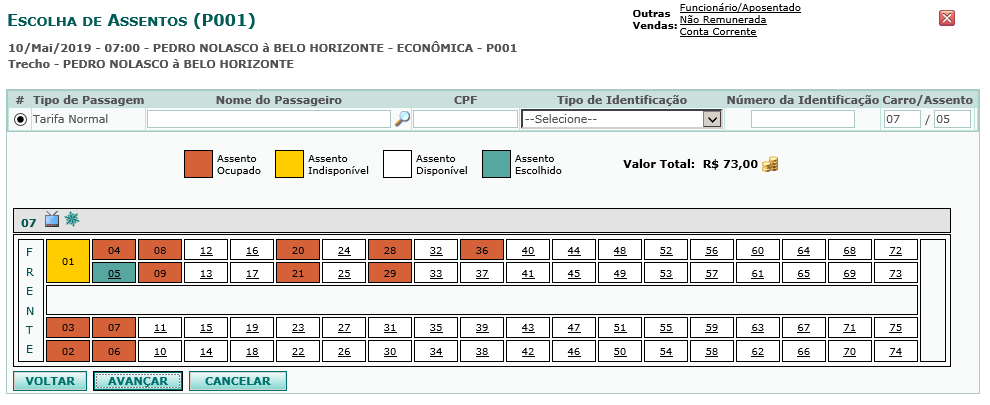 Escolha de Assentos (P001)
Outras Vendas:
Funcionário/Aposentado
Não Remunerada
Conta Corrente
10/Mai/2019 - 07:00 - PEDRO NOLASCO à BELO HORIZONTE - ECONÔMICA - P001
Trecho - PEDRO NOLASCO à BELO HORIZONTE
# Tipo de Passagem Nome do Passageiro CPF Tipo de Identificação Número da Identificação Carro/Assento
Tarifa Normal --Selecione-- 07 / 05
Assento Ocupado
Assento Indisponível
Assento Disponível
Assento Escolhido
Valor Total: R$ 73,00
07
FRENTE
01
04 08 12 16 20 24 28 32 36 40 44 48 52 56 60 64 68 72
05 09 13 17 21 25 29 33 37 41 45 49 53 57 61 65 69 73
03 07 11 15 19 23 27 31 35 39 43 47 51 55 59 63 67 71 75
02 06 10 14 18 22 26 30 34 38 42 46 50 54 58 62 66 70 74
VOLTAR AVANÇAR CANCELAR